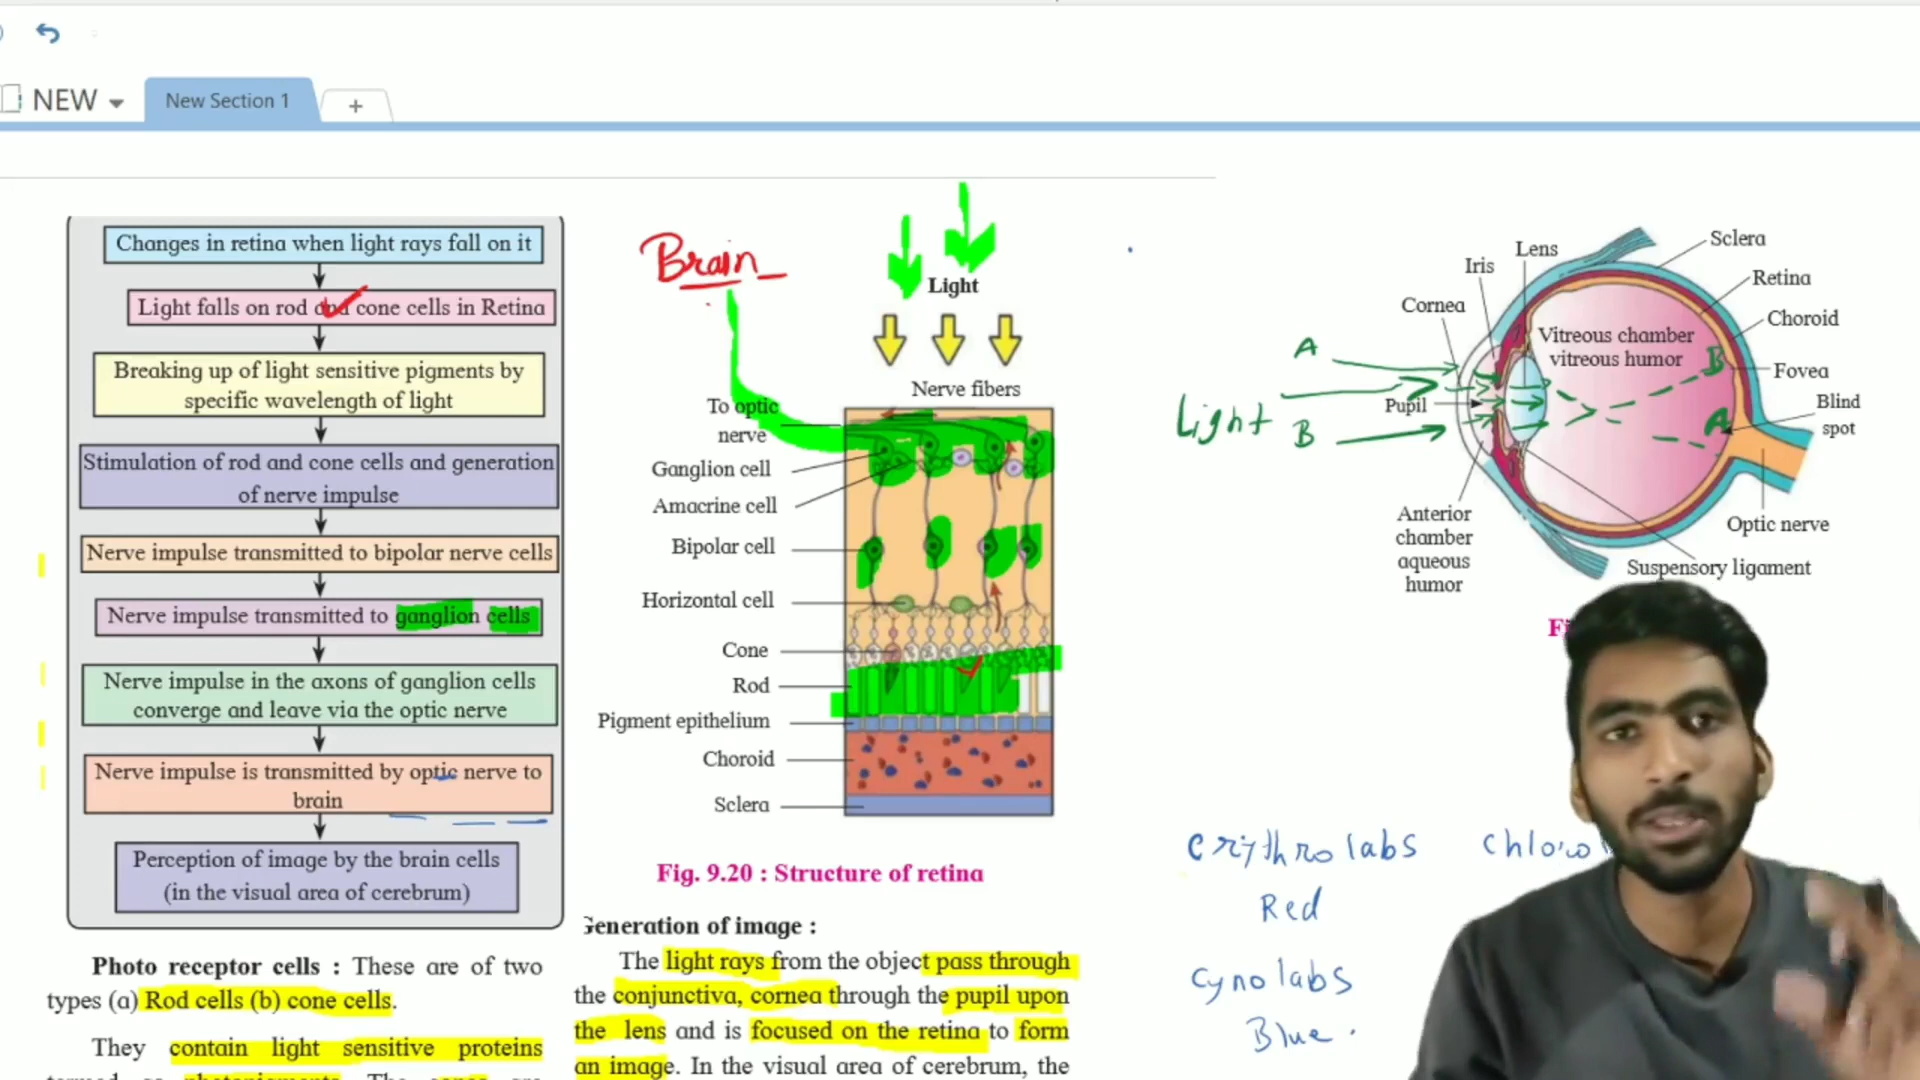 NEW
New Section 1
+
Changes in retina when light rays fall on it
Light falls on rod and cone cells in Retina
Breaking up of light sensitive pigments by
specific wavelength of light
Stimulation of rod and cone cells and generation
of nerve impulse
Nerve impulse transmitted to bipolar nerve cells
Nerve impulse transmitted to ganglion cells
Nerve impulse in the axons of ganglion cells
converge and leave via the optic nerve
Nerve impulse is transmitted by optic nerve to
brain
Perception of image by the brain cells
(in the visual area of cerebrum)
Photo receptor cells : These are of two
types (a) Rod cells (b) cone cells.
They contain light sensitive proteins
Brain
Light
Nerve fibers
To optic
nerve
Ganglion cell
Amacrine cell
Bipolar cell
Horizontal cell
Cone
Rod
Pigment epithelium
Choroid
Sclera
Fig. 9.20 : Structure of retina
Generation of image :
The light rays from the object pass through
the conjunctiva, cornea through the pupil upon
the lens and is focused on the retina to form
an image. In the visual area of cerebrum, the
Lens
Sclera
Iris
Retina
Cornea
Choroid
Vitreous chamber
vitreous humor
Fovea
Blind
spot
Pupil
A
B
Light
B
A
Anterior
chamber
aqueous
humor
Optic nerve
Suspensory ligament
erythrolabs
Red
cynolabs
Blue.